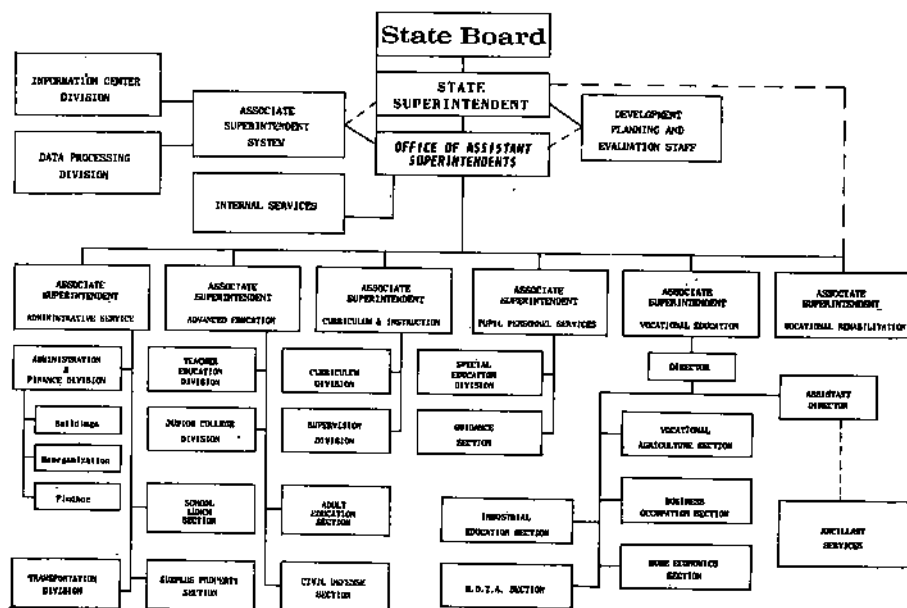 State Board
STATE
SUPERINTENDENT
OFFICE OF ASSISTANT
SUPERINTENDENTS
INFORMATION CENTER
DIVISION
DATA PROCESSING
DIVISION
ASSOCIATE
SUPERINTENDENT
SYSTEM
DEVELOPMENT
PLANNING AND
EVALUATION STAFF
INTERNAL SERVICES
ASSOCIATE
SUPERINTENDENT
ADMINISTRATIVE SERVICE
ASSOCIATE
SUPERINTENDENT
ADVANCED EDUCATION
ASSOCIATE
SUPERINTENDENT
CURRICULUM & INSTRUCTION
ASSOCIATE
SUPERINTENDENT
PUPIL PERSONNEL SERVICES
ASSOCIATE
SUPERINTENDENT
VOCATIONAL EDUCATION
ASSOCIATE
SUPERINTENDENT
VOCATIONAL REHABILITATION
ADMINISTRATION
&
FINANCE DIVISION
Buildings
Reorganization
Finance
TRANSPORTATION
DIVISION
TEACHER
EDUCATION
DIVISION
JUNIOR COLLEGE
DIVISION
SCHOOL
LUNCH
SECTION
SURPLUS PROPERTY
SECTION
CURRICULUM
DIVISION
SUPERVISION
DIVISION
ADULT
EDUCATION
SECTION
CIVIL DEFENSE
SECTION
SPECIAL
EDUCATION
DIVISION
GUIDANCE
SECTION
DIRECTOR
ASSISTANT
DIRECTOR
VOCATIONAL
AGRICULTURE SECTION
BUSINESS
OCCUPATION SECTION
HOME ECONOMICS
SECTION
INDUSTRIAL
EDUCATION SECTION
M.D.T.A. SECTION
ANCILLARY
SERVICES